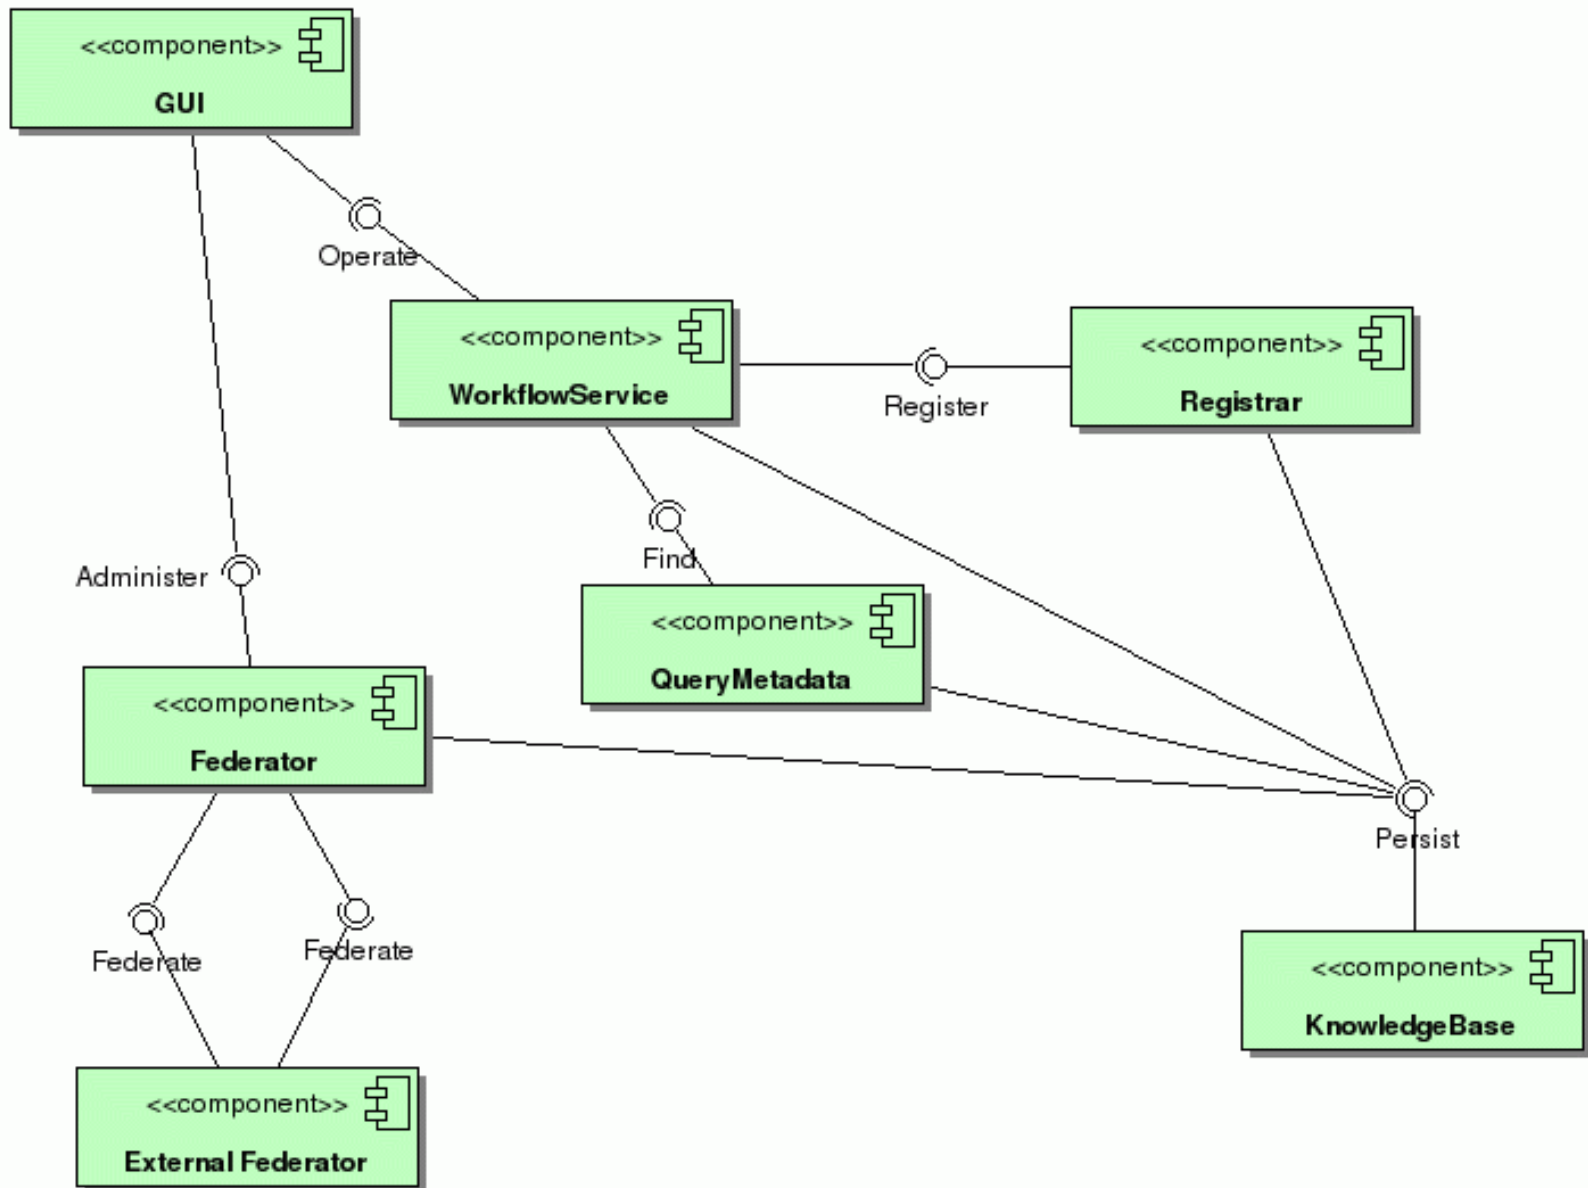 <<component>>
GUI
Operate
<<component>>
WorkflowService
Register
<<component>>
Registrar
Find
Administer
<<component>>
QueryMetadata
<<component>>
Federator
Persist
Federate
Federate
<<component>>
KnowledgeBase
<<component>>
External Federator